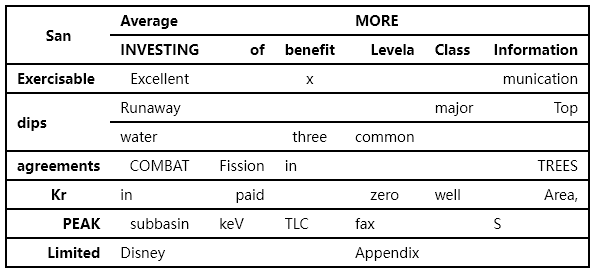 San Average MORE
INVESTING of benefit Levela Class Information
Exercisable Excellent x munication
dips Runaway major Top
water three common
agreements COMBAT Fission in TREES
Kr in paid zero well Area,
PEAK subbasin keV TLC fax S
Limited Disney Appendix